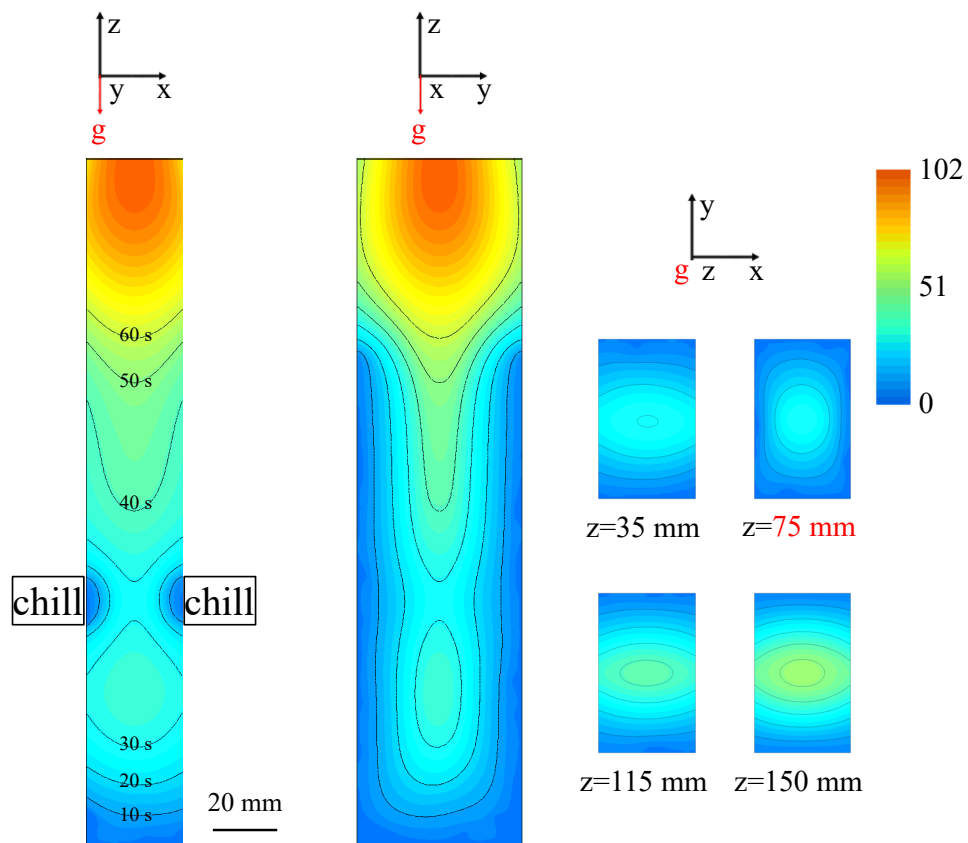 z
y x
g
z
x y
g
y
g z x
102
51
0
60 s
50 s
40 s
chill
chill
30 s
20 s
10 s
20 mm
z=35 mm
z=75 mm
z=115 mm
z=150 mm